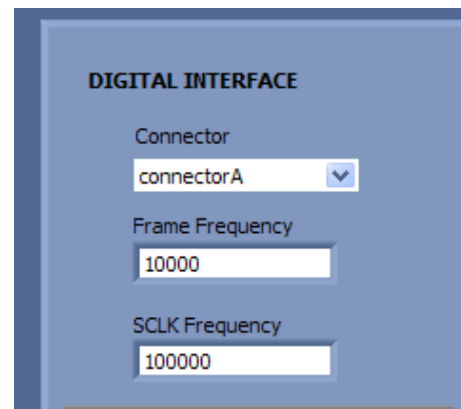 DIGITAL INTERFACE
Connector
connectorA
Frame Frequency
10000
SCLK Frequency
100000